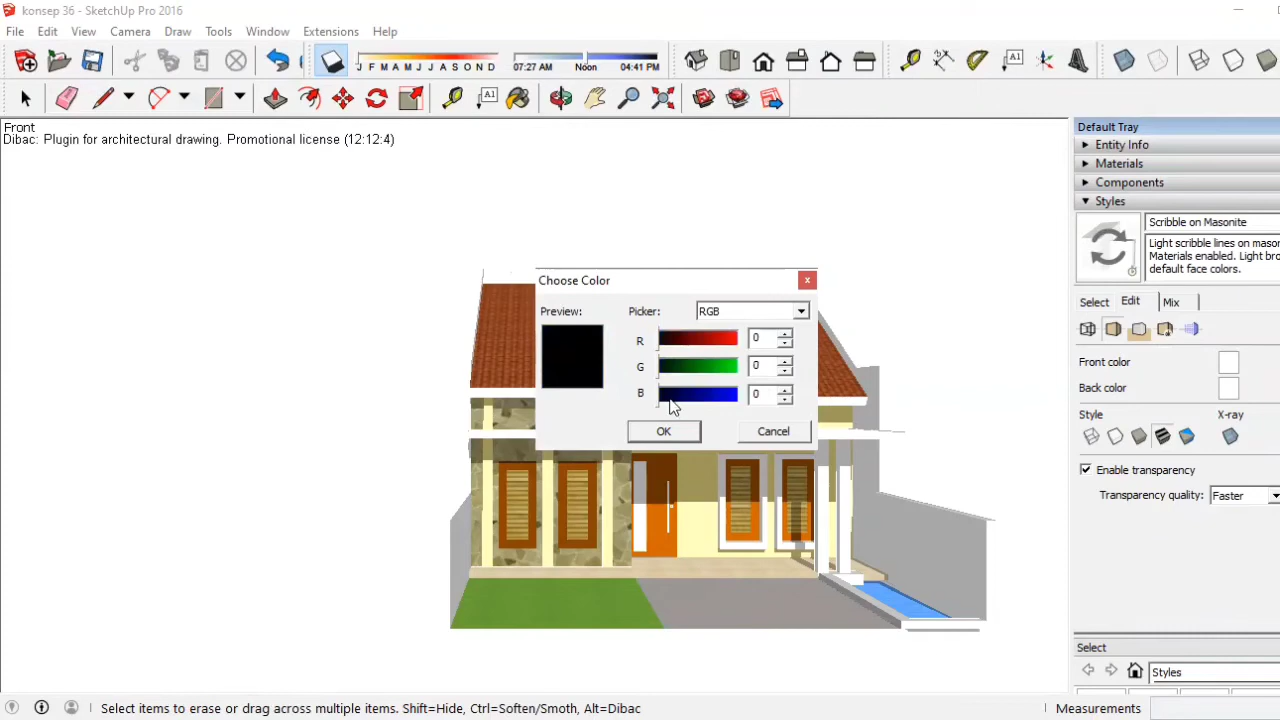 konsep 36 - SketchUp Pro 2016
File Edit View Camera Draw Tools Window Extensions Help
J F M A M J J A S O N D
07:27 AM Noon 04:41 PM
A1
A1
Front
Dibac: Plugin for architectural drawing. Promotional license (12:12:4)
Choose Color
x
Preview:
Picker:
RGB
R
0
G
0
B
0
OK
Cancel
Default Tray
Entity Info
Materials
Components
Styles
Scribble on Masonite
Light scribble lines on mason
Materials enabled. Light bro
default face colors.
Select Edit Mix
Front color
Back color
Style
X-ray
Enable transparency
Transparency quality: Faster
Select
Styles
Select items to erase or drag across multiple items. Shift=Hide, Ctrl=Soften/Smoth, Alt=Dibac
Measurements